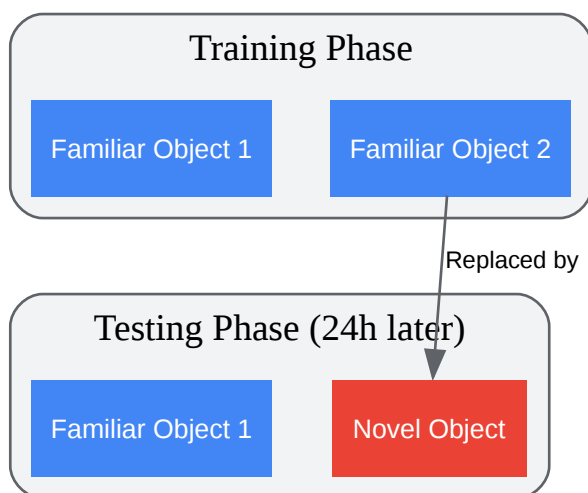 Training Phase
Familiar Object 1
Familiar Object 2
Replaced by
Testing Phase (24h later)
Familiar Object 1
Novel Object